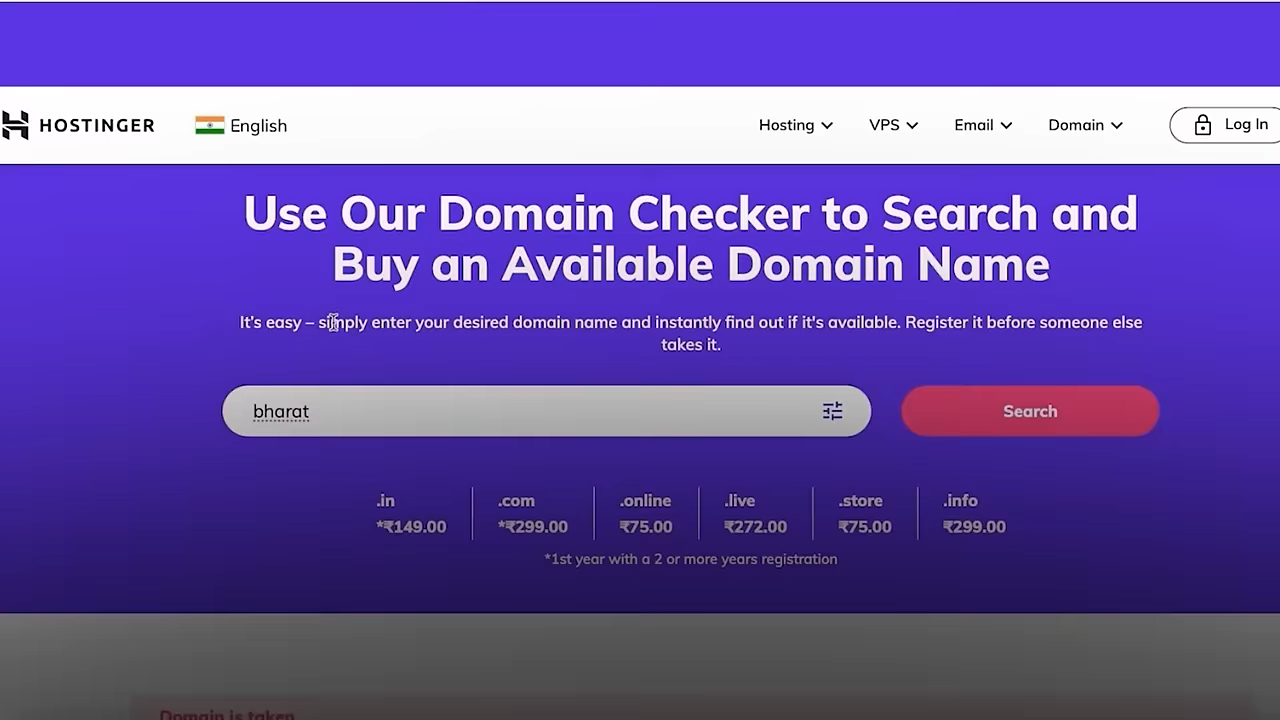 HOSTINGER
English
Hosting
VPS
Email
Domain
Log In
Use Our Domain Checker to Search and
Buy an Available Domain Name
It's easy – simply enter your desired domain name and instantly find out if it's available. Register it before someone else
takes it.
bharat
Search
.in
*₹149.00
.com
*₹299.00
.online
₹75.00
.live
₹272.00
.store
₹75.00
.info
₹299.00
*1st year with a 2 or more years registration
Domain is taken